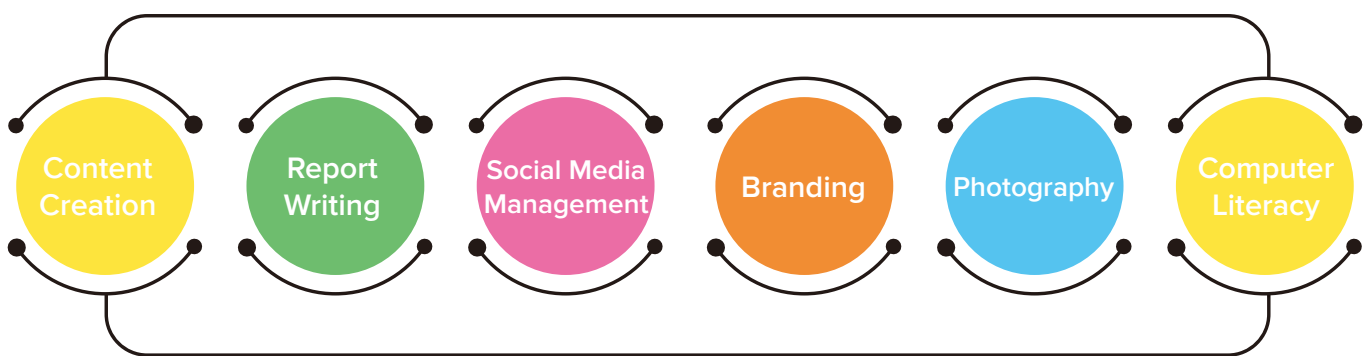 Content
Creation
Report
Writing
Social Media
Management
Branding
Photography
Computer
Literacy